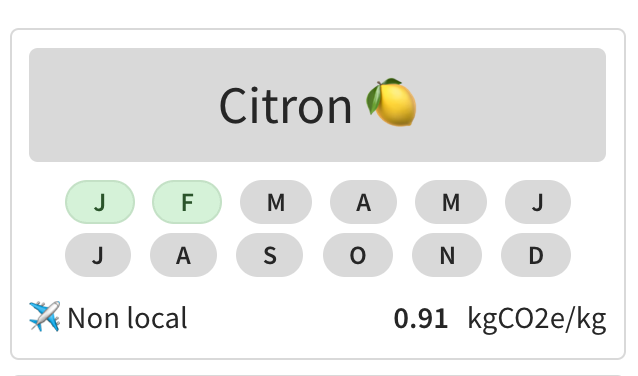 Citron 🍋
J F M A M J
J A S O N D
✈️ Non local 0.91 kgCO2e/kg